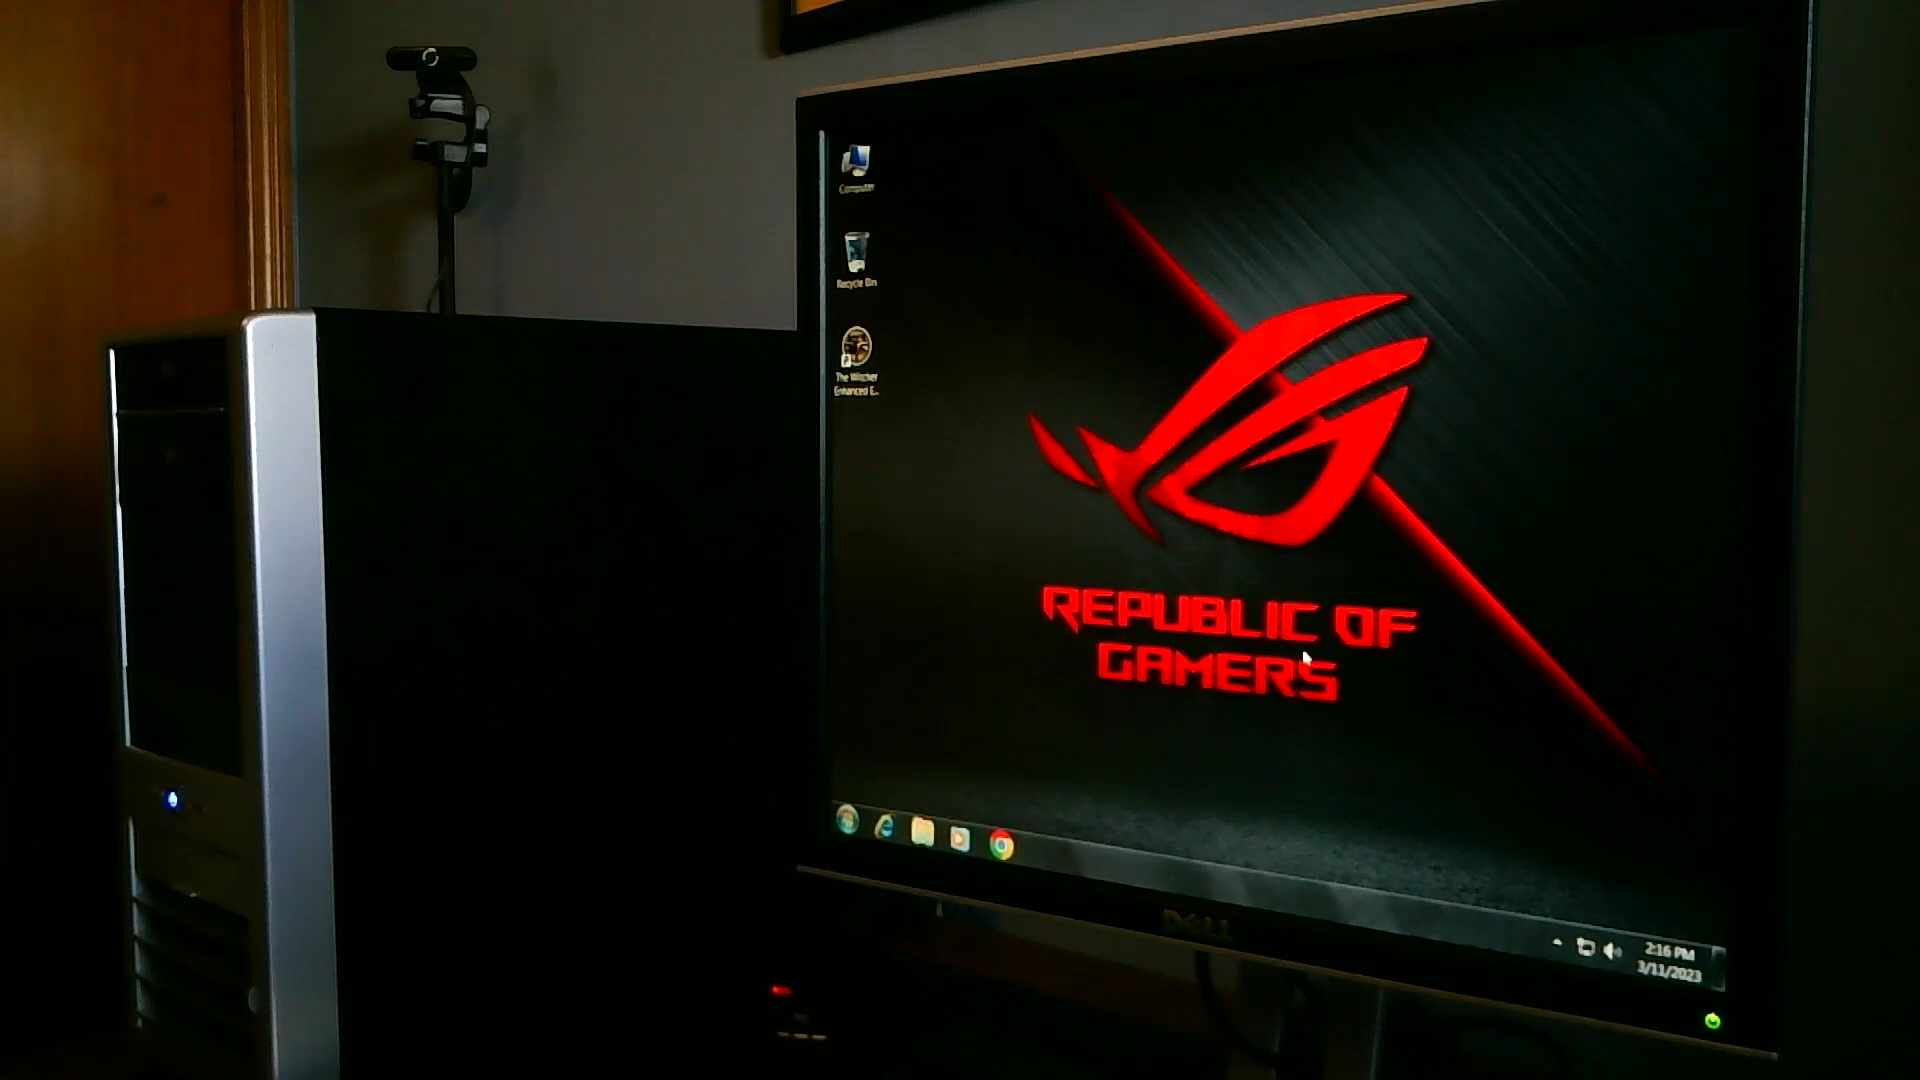 Computer
Recycle Bin
The Witcher
Enhanced E...
REPUBLIC OF
GAMERS
DELL
2:16 PM
3/11/2023